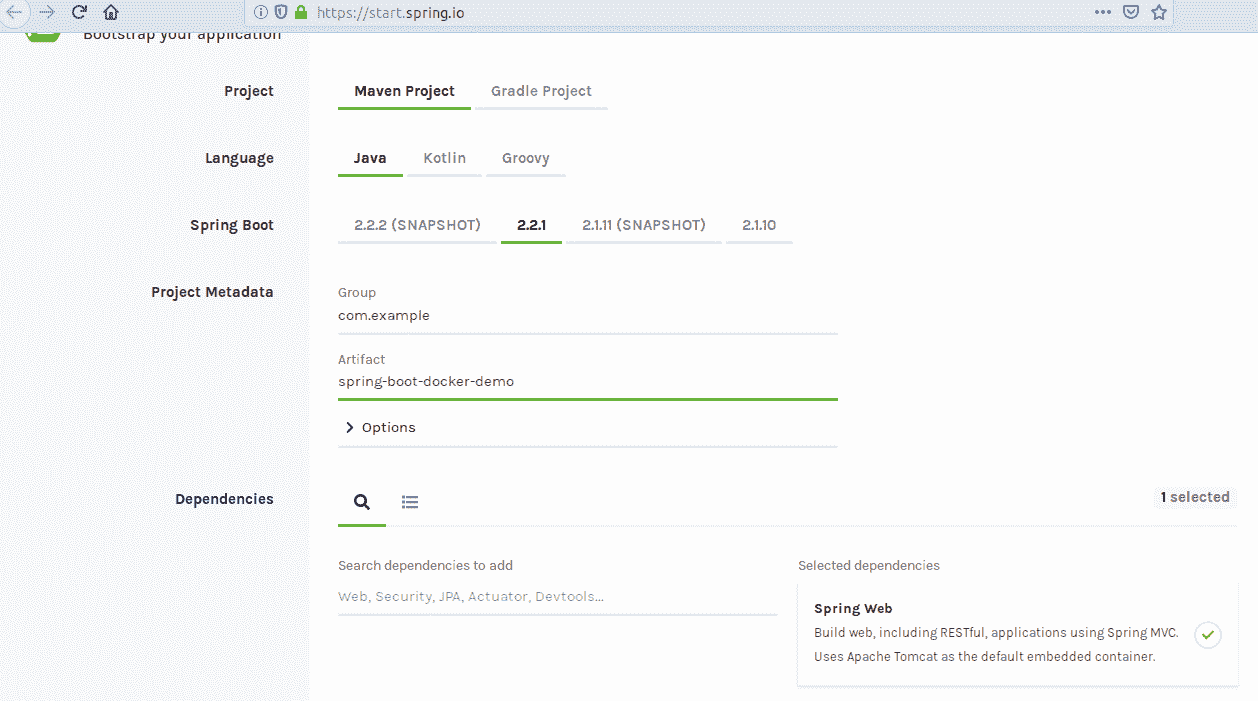 https://start.spring.io
Bootstrap your application
Project
Maven Project Gradle Project
Language
Java Kotlin Groovy
Spring Boot
2.2.2 (SNAPSHOT) 2.2.1 2.1.11 (SNAPSHOT) 2.1.10
Project Metadata
Group
com.example
Artifact
spring-boot-docker-demo
Options
Dependencies
1 selected
Search dependencies to add
Web, Security, JPA, Actuator, Devtools...
Selected dependencies
Spring Web
Build web, including RESTful, applications using Spring MVC.
Uses Apache Tomcat as the default embedded container.